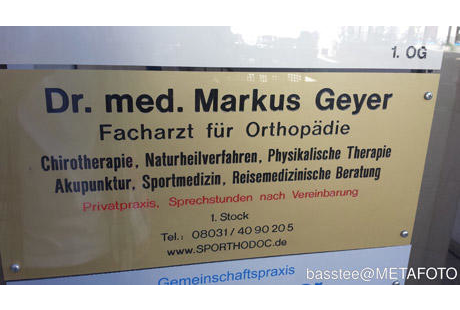 1. OG
Dr. med. Markus Geyer
Facharzt für Orthopädie
Chirotherapie, Naturheilverfahren, Physikalische Therapie
Akupunktur, Sportmedizin, Reisemedizinische Beratung
Privatpraxis, Sprechstunden nach Vereinbarung
1. Stock
Tel.: 08031/ 40 90 20 5
www.SPORTHODOC.de
Gemeinschaftspraxis
basstee@METAFOTO